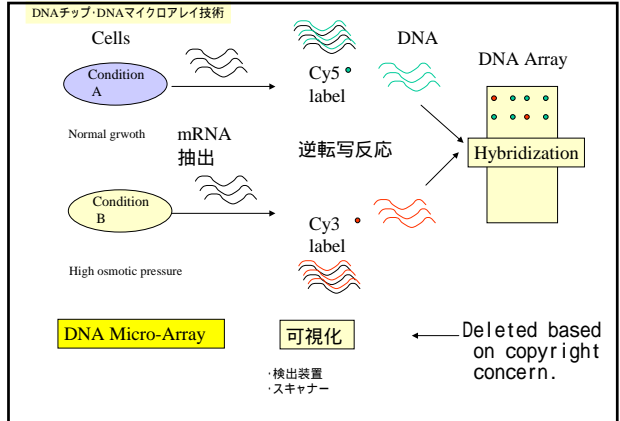 DNAチップ・DNAマイクロアレイ技術
Cells
DNA
DNA Array
Condition
A
Cy5
label
Normal grwoth
mRNA
抽出
逆転写反応
Hybridization
Condition
B
Cy3
label
High osmotic pressure
DNA Micro-Array
可視化
Deleted based
on copyright
concern.
・検出装置
・スキャナー